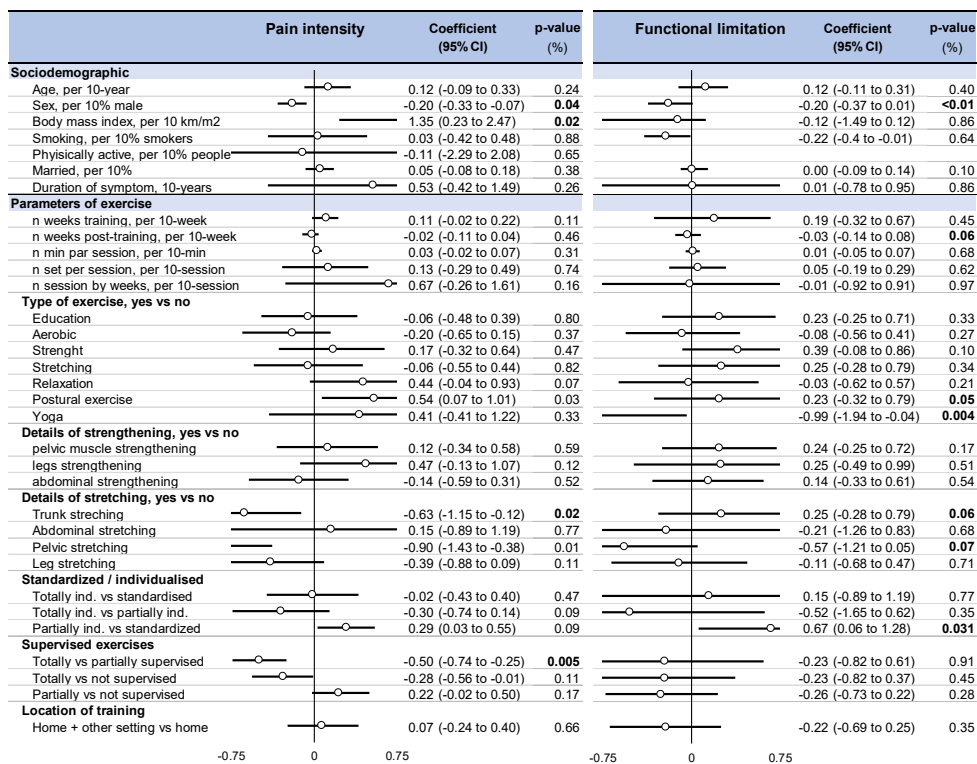 Pain intensity Coefficient p-value Functional limitation Coefficient p-value
(95% CI) (%) (95% CI) (%)
Sociodemographic
Age, per 10-year 0.12 (-0.09 to 0.33) 0.24 0.12 (-0.11 to 0.31) 0.40
Sex, per 10% male -0.20 (-0.33 to -0.07) 0.04 -0.20 (-0.37 to 0.01) <0.01
Body mass index, per 10 km/m2 1.35 (0.23 to 2.47) 0.02 -0.12 (-1.49 to 0.12) 0.86
Smoking, per 10% smokers 0.03 (-0.42 to 0.48) 0.88 -0.22 (-0.4 to -0.01) 0.64
Phyisically active, per 10% people -0.11 (-2.29 to 2.08) 0.65
Married, per 10% 0.05 (-0.08 to 0.18) 0.38 0.00 (-0.09 to 0.14) 0.10
Duration of symptom, 10-years 0.53 (-0.42 to 1.49) 0.26 0.01 (-0.78 to 0.95) 0.86
Parameters of exercise
n weeks training, per 10-week 0.11 (-0.02 to 0.22) 0.11 0.19 (-0.32 to 0.67) 0.45
n weeks post-training, per 10-week -0.02 (-0.11 to 0.04) 0.46 -0.03 (-0.14 to 0.08) 0.06
n min par session, per 10-min 0.03 (-0.02 to 0.07) 0.31 0.01 (-0.05 to 0.07) 0.68
n set per session, per 10-session 0.13 (-0.29 to 0.49) 0.74 0.05 (-0.19 to 0.29) 0.62
n session by weeks, per 10-session 0.67 (-0.26 to 1.61) 0.16 -0.01 (-0.92 to 0.91) 0.97
Type of exercise, yes vs no
Education -0.06 (-0.48 to 0.39) 0.80 0.23 (-0.25 to 0.71) 0.33
Aerobic -0.20 (-0.65 to 0.15) 0.37 -0.08 (-0.56 to 0.41) 0.27
Strenght 0.17 (-0.32 to 0.64) 0.47 0.39 (-0.08 to 0.86) 0.10
Stretching -0.06 (-0.55 to 0.44) 0.82 0.25 (-0.28 to 0.79) 0.34
Relaxation 0.44 (-0.04 to 0.93) 0.07 -0.03 (-0.62 to 0.57) 0.21
Postural exercise 0.54 (0.07 to 1.01) 0.03 0.23 (-0.32 to 0.79) 0.05
Yoga 0.41 (-0.41 to 1.22) 0.33 -0.99 (-1.94 to -0.04) 0.004
Details of strengthening, yes vs no
pelvic muscle strengthening 0.12 (-0.34 to 0.58) 0.59 0.24 (-0.25 to 0.72) 0.17
legs strengthening 0.47 (-0.13 to 1.07) 0.12 0.25 (-0.49 to 0.99) 0.51
abdominal strengthening -0.14 (-0.59 to 0.31) 0.52 0.14 (-0.33 to 0.61) 0.54
Details of stretching, yes vs no
Trunk streching -0.63 (-1.15 to -0.12) 0.02 0.25 (-0.28 to 0.79) 0.06
Abdominal stretching 0.15 (-0.89 to 1.19) 0.77 -0.21 (-1.26 to 0.83) 0.68
Pelvic stretching -0.90 (-1.43 to -0.38) 0.01 -0.57 (-1.21 to 0.05) 0.07
Leg stretching -0.39 (-0.88 to 0.09) 0.11 -0.11 (-0.68 to 0.47) 0.71
Standardized / individualised
Totally ind. vs standardised -0.02 (-0.43 to 0.40) 0.47 0.15 (-0.89 to 1.19) 0.77
Totally ind. vs partially ind. -0.30 (-0.74 to 0.14) 0.09 -0.52 (-1.65 to 0.62) 0.35
Partially ind. vs standardized 0.29 (0.03 to 0.55) 0.09 0.67 (0.06 to 1.28) 0.031
Supervised exercises
Totally vs partially supervised -0.50 (-0.74 to -0.25) 0.005 -0.23 (-0.82 to 0.61) 0.91
Totally vs not supervised -0.28 (-0.56 to -0.01) 0.11 -0.23 (-0.82 to 0.37) 0.45
Partially vs not supervised 0.22 (-0.02 to 0.50) 0.17 -0.26 (-0.73 to 0.22) 0.28
Location of training
Home + other setting vs home 0.07 (-0.24 to 0.40) 0.66 -0.22 (-0.69 to 0.25) 0.35
-0.75 0 0.75 -0.75 0 0.75